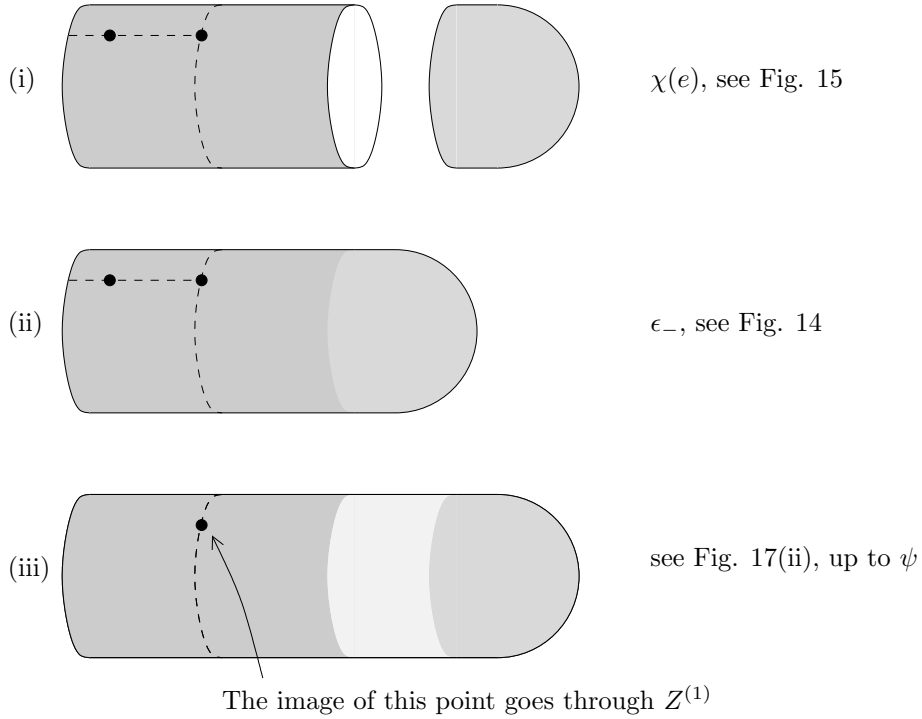 (i) χ(e), see Fig. 15
(ii) ϵ−, see Fig. 14
(iii) see Fig. 17(ii), up to ψ
The image of this point goes through Z⁽¹⁾